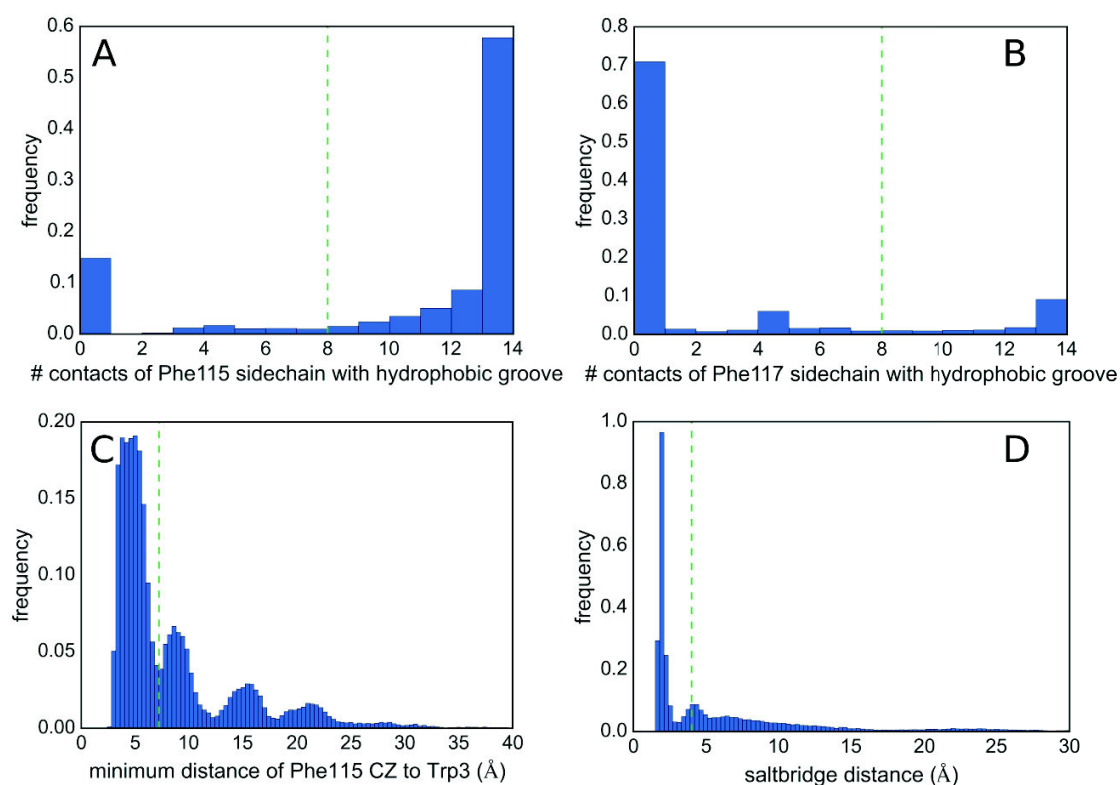 A
frequency
0.6
0.5
0.4
0.3
0.2
0.1
0.0
0 2 4 6 8 10 12 14
# contacts of Phe115 sidechain with hydrophobic groove
B
frequency
0.8
0.7
0.6
0.5
0.4
0.3
0.2
0.1
0.0
0 2 4 6 8 10 12 14
# contacts of Phe117 sidechain with hydrophobic groove
C
frequency
0.20
0.15
0.10
0.05
0.00
0 5 10 15 20 25 30 35 40
minimum distance of Phe115 CZ to Trp3 (Å)
D
frequency
1.0
0.8
0.6
0.4
0.2
0.0
0 5 10 15 20 25 30
saltbridge distance (Å)